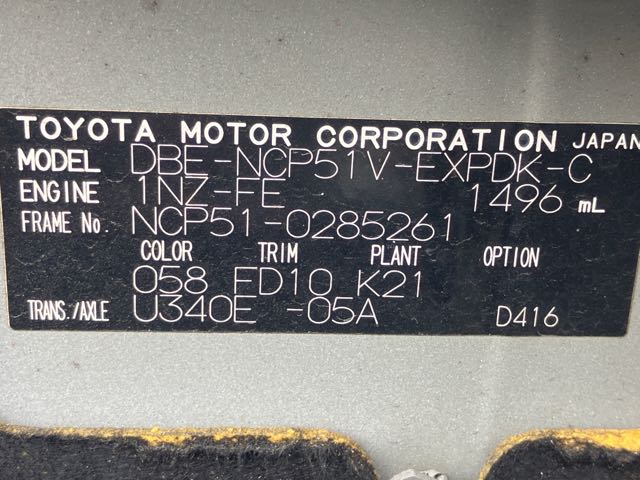 TOYOTA MOTOR CORPORATION JAPAN
MODEL DBE-NCP51V-EXPDK-C
ENGINE 1NZ-FE 1496 mL
FRAME No. NCP51-0285261
COLOR TRIM PLANT OPTION
058 FD10 K21
TRANS./AXLE U340E -05A D416